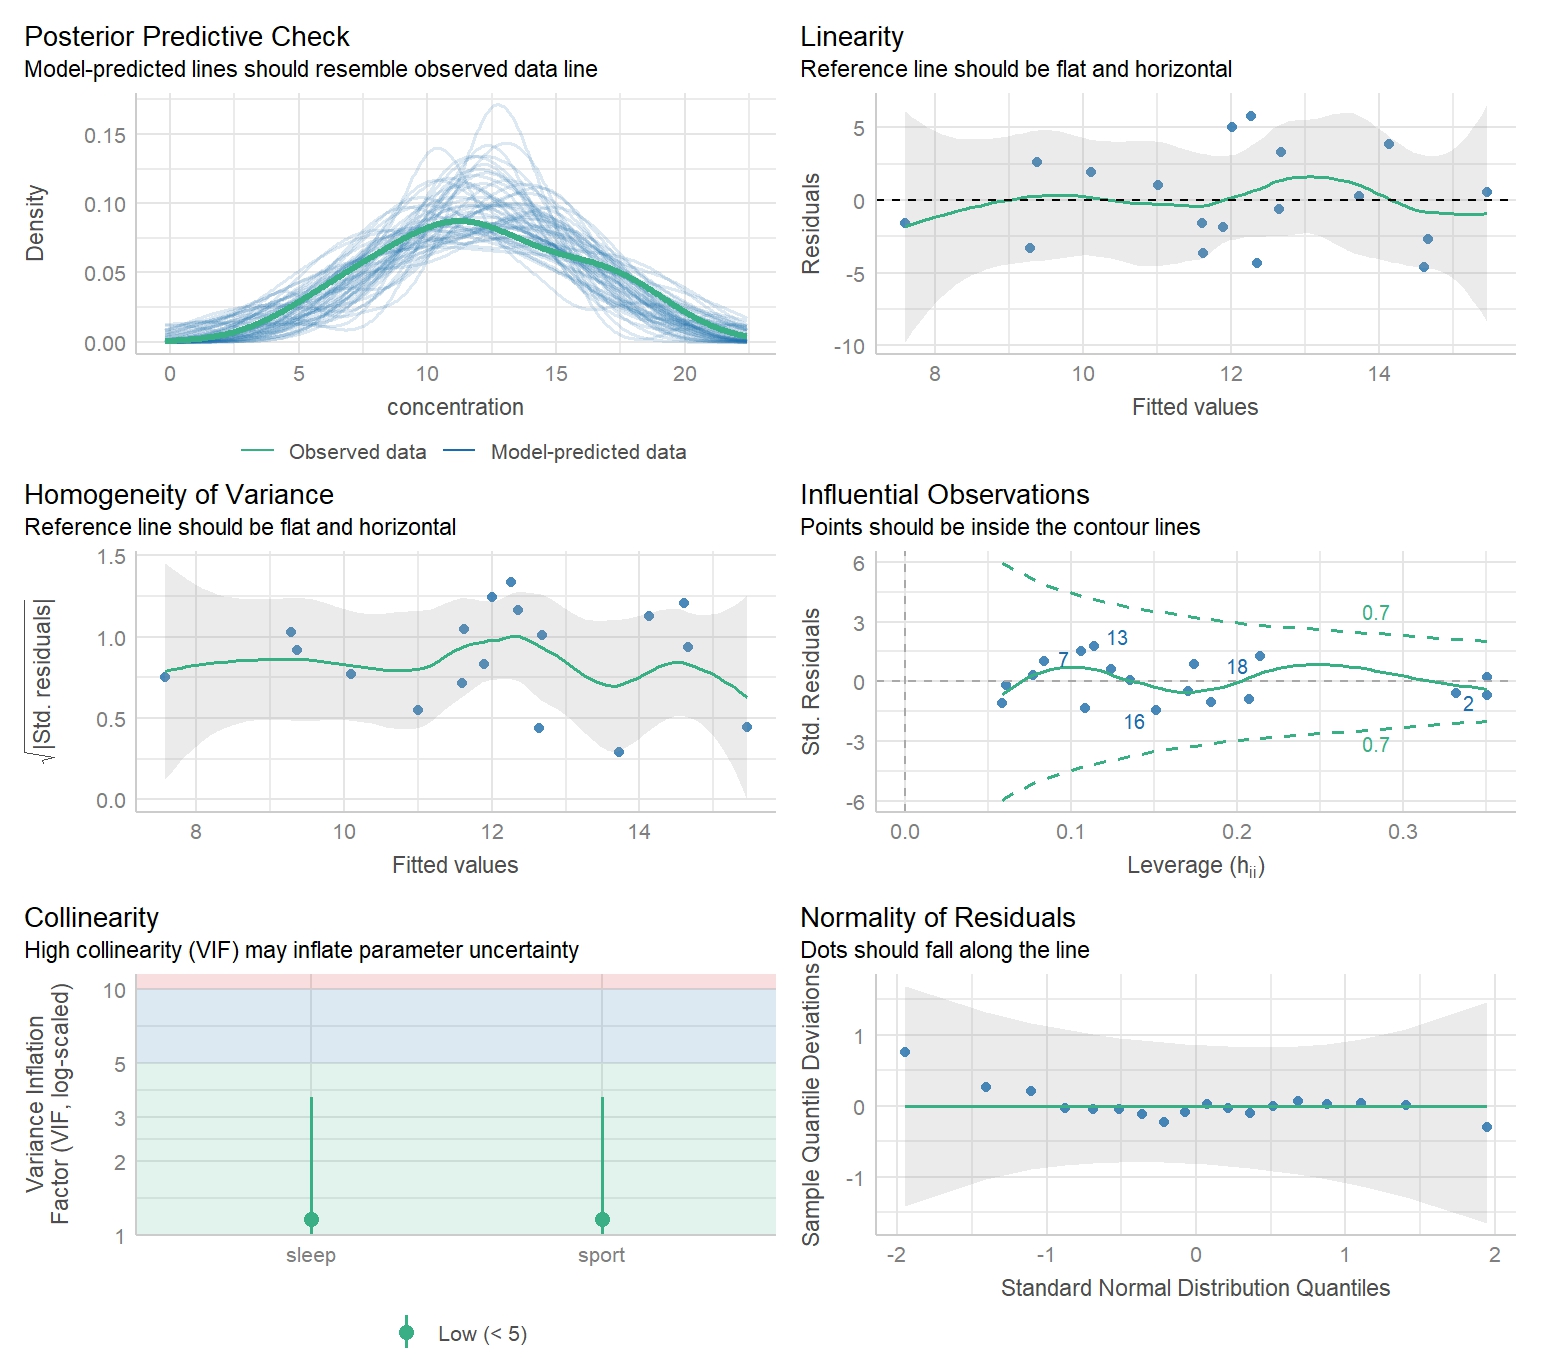 Posterior Predictive Check
Model-predicted lines should resemble observed data line
Density
0.15
0.10
0.05
0.00
0 5 10 15 20
concentration
Observed data Model-predicted data
Linearity
Reference line should be flat and horizontal
Residuals
5
0
-5
-10
8 10 12 14
Fitted values
Homogeneity of Variance
Reference line should be flat and horizontal
√|Std. residuals|
1.5
1.0
0.5
0.0
8 10 12 14
Fitted values
Influential Observations
Points should be inside the contour lines
Std. Residuals
6
3
0
-3
-6
0.7
13
7
18
2
16
0.7
0.0 0.1 0.2 0.3
Leverage (hii)
Collinearity
High collinearity (VIF) may inflate parameter uncertainty
Variance Inflation
Factor (VIF, log-scaled)
10
5
3
2
1
sleep sport
Low (< 5)
Normality of Residuals
Dots should fall along the line
Sample Quantile Deviations
1
0
-1
-2 -1 0 1 2
Standard Normal Distribution Quantiles